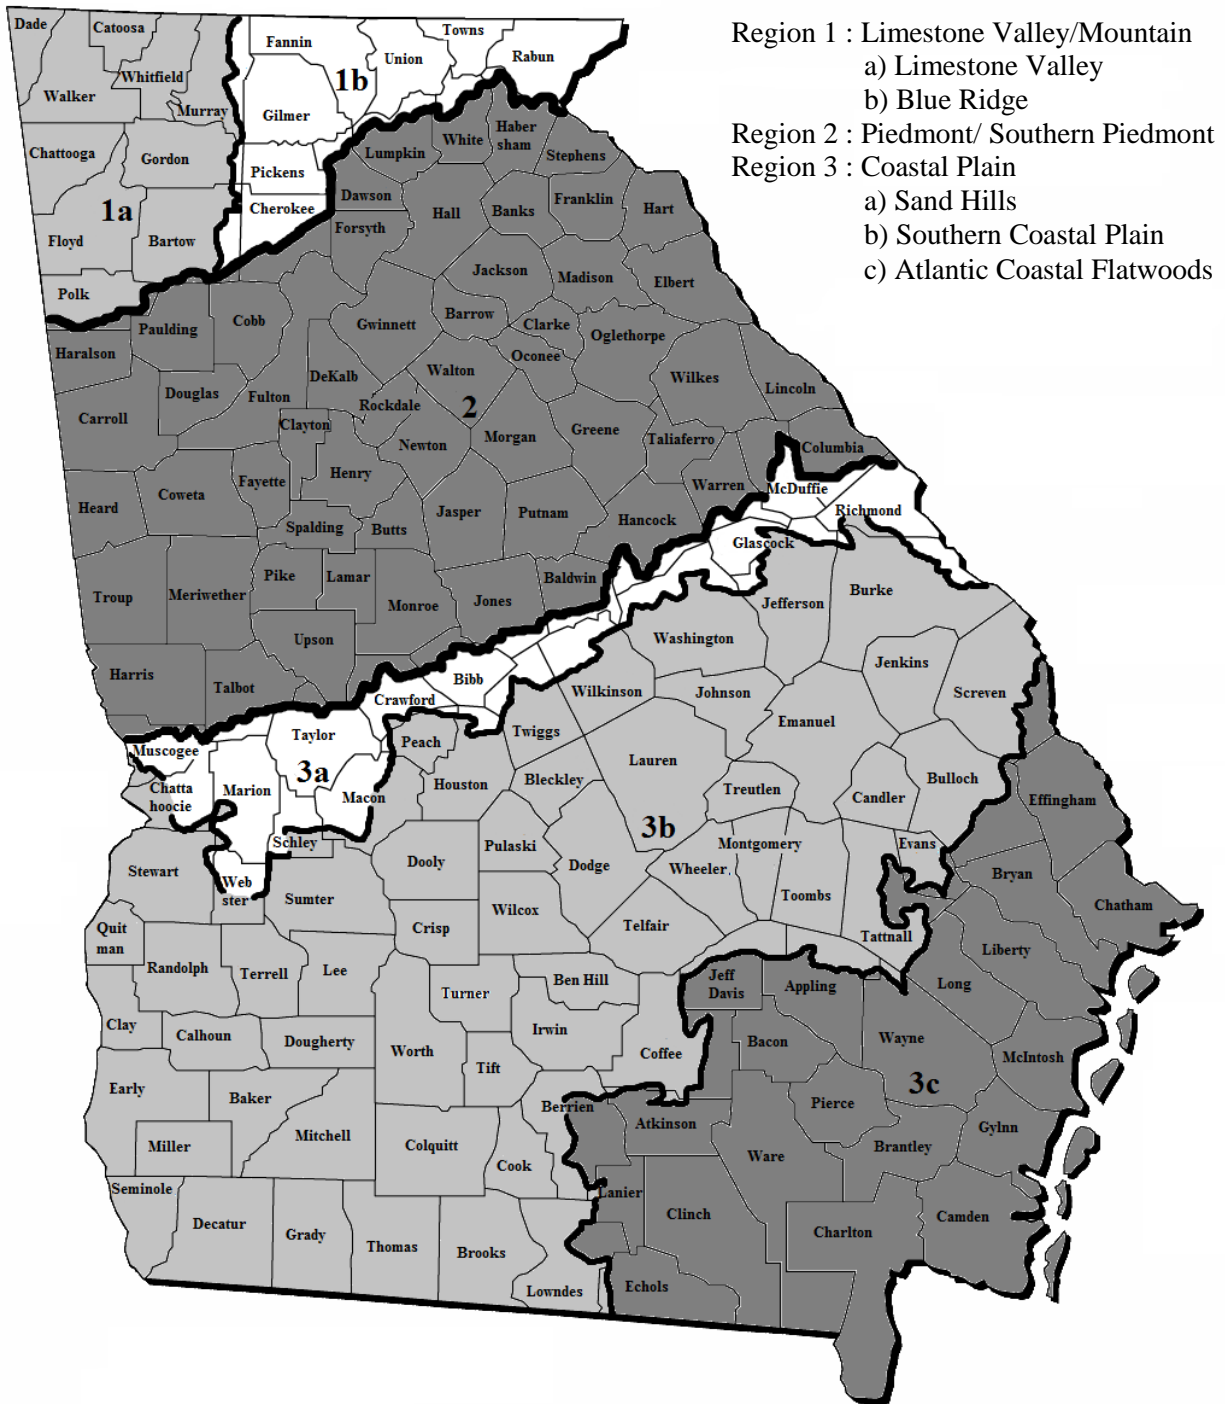 Region 1 : Limestone Valley/Mountain
a) Limestone Valley
b) Blue Ridge
Region 2 : Piedmont/ Southern Piedmont
Region 3 : Coastal Plain
a) Sand Hills
b) Southern Coastal Plain
c) Atlantic Coastal Flatwoods
Dade
Catoosa
Fannin
Towns
Union
Rabun
Whitfield
1b
Walker
Murray
Gilmer
Chattooga
Gordon
Lumpkin
White
Haber
sham
Stephens
Pickens
Dawson
Franklin
1a
Cherokee
Hall
Banks
Hart
Floyd
Bartow
Forsyth
Jackson
Madison
Elbert
Polk
Paulding
Cobb
Gwinnett
Barrow
Clarke
Oglethorpe
Haralson
Oconee
DeKalb
Walton
Wilkes
Lincoln
Douglas
Fulton
Rockdale
2
Carroll
Clayton
Newton
Morgan
Greene
Taliaferro
Columbia
Henry
Fayette
Coweta
Warren
McDuffie
Heard
Spalding
Butts
Jasper
Putnam
Hancock
Richmond
Glascock
Pike
Lamar
Baldwin
Troup
Meriwether
Monroe
Jones
Jefferson
Burke
Upson
Washington
Harris
Talbot
Bibb
Jenkins
Crawford
Wilkinson
Johnson
Screven
Muscogee
Taylor
Peach
Twiggs
Emanuel
Lauren
3a
Chatta
hoocie
Marion
Macon
Houston
Bleckley
Treutlen
Candler
Bulloch
Effingham
3b
Schley
Pulaski
Montgomery
Evans
Stewart
Dooly
Dodge
Wheeler
Bryan
Web
ster
Sumter
Wilcox
Toombs
Chatham
Quit
man
Crisp
Telfair
Tattnall
Liberty
Randolph
Terrell
Lee
Ben Hill
Jeff
Davis
Appling
Long
Turner
Clay
Calhoun
Dougherty
Worth
Irwin
Coffee
Bacon
Wayne
McIntosh
Tift
3c
Early
Baker
Berrien
Pierce
Atkinson
Gylnn
Miller
Mitchell
Colquitt
Cook
Ware
Brantley
Seminole
Lanier
Clinch
Camden
Decatur
Grady
Thomas
Brooks
Charlton
Echols
Lowndes